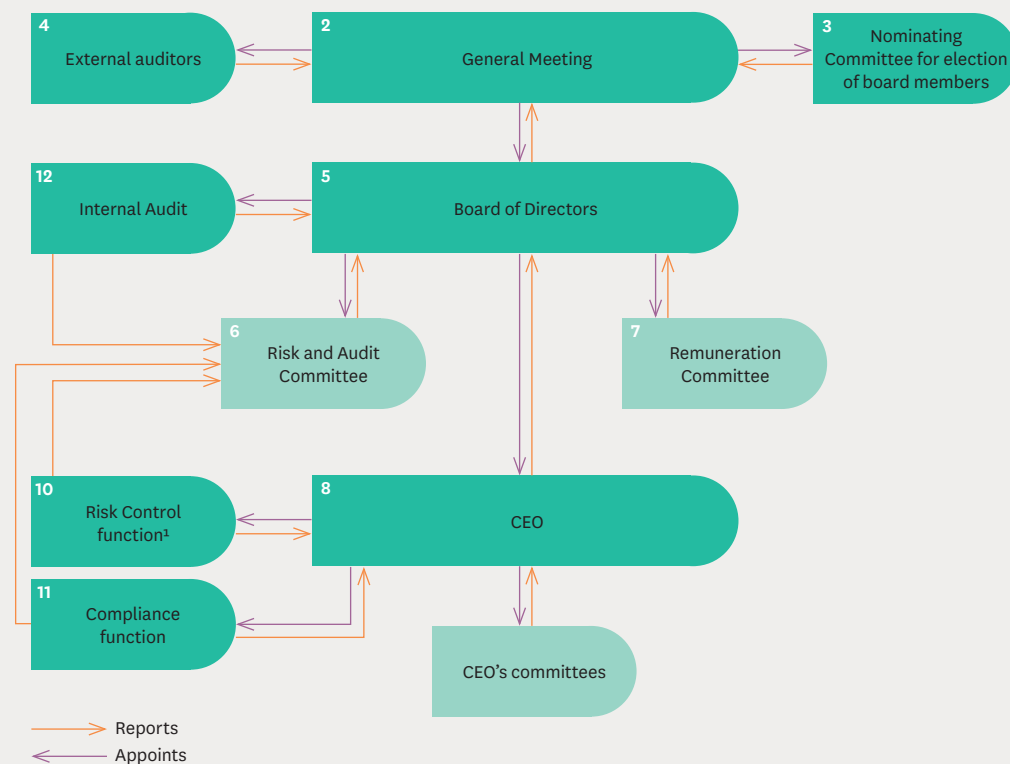 4
External auditors
2
General Meeting
3
Nominating
Committee for election
of board members
12
Internal Audit
5
Board of Directors
6
Risk and Audit
Committee
7
Remuneration
Committee
10
Risk Control
function¹
8
CEO
11
Compliance
function
CEO’s committees
Reports
Appoints